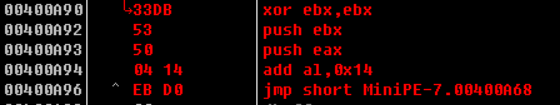 00400A90 33DB xor ebx,ebx
00400A92 53 push ebx
00400A93 50 push eax
00400A94 04 14 add al,0x14
00400A96 ^ EB D0 jmp short MiniPE-7.00400A68